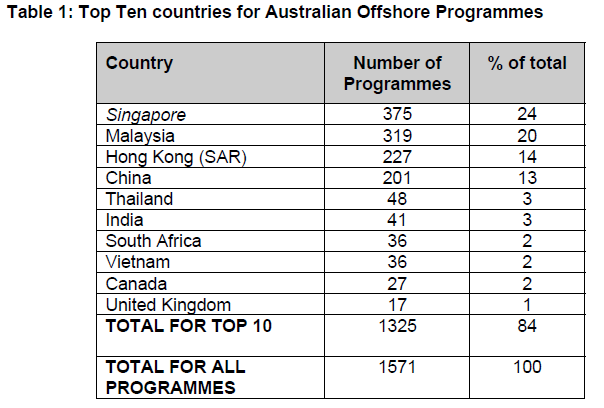 Table 1: Top Ten countries for Australian Offshore Programmes
Country Number of Programmes % of total
Singapore 375 24
Malaysia 319 20
Hong Kong (SAR) 227 14
China 201 13
Thailand 48 3
India 41 3
South Africa 36 2
Vietnam 36 2
Canada 27 2
United Kingdom 17 1
TOTAL FOR TOP 10 1325 84
TOTAL FOR ALL PROGRAMMES 1571 100